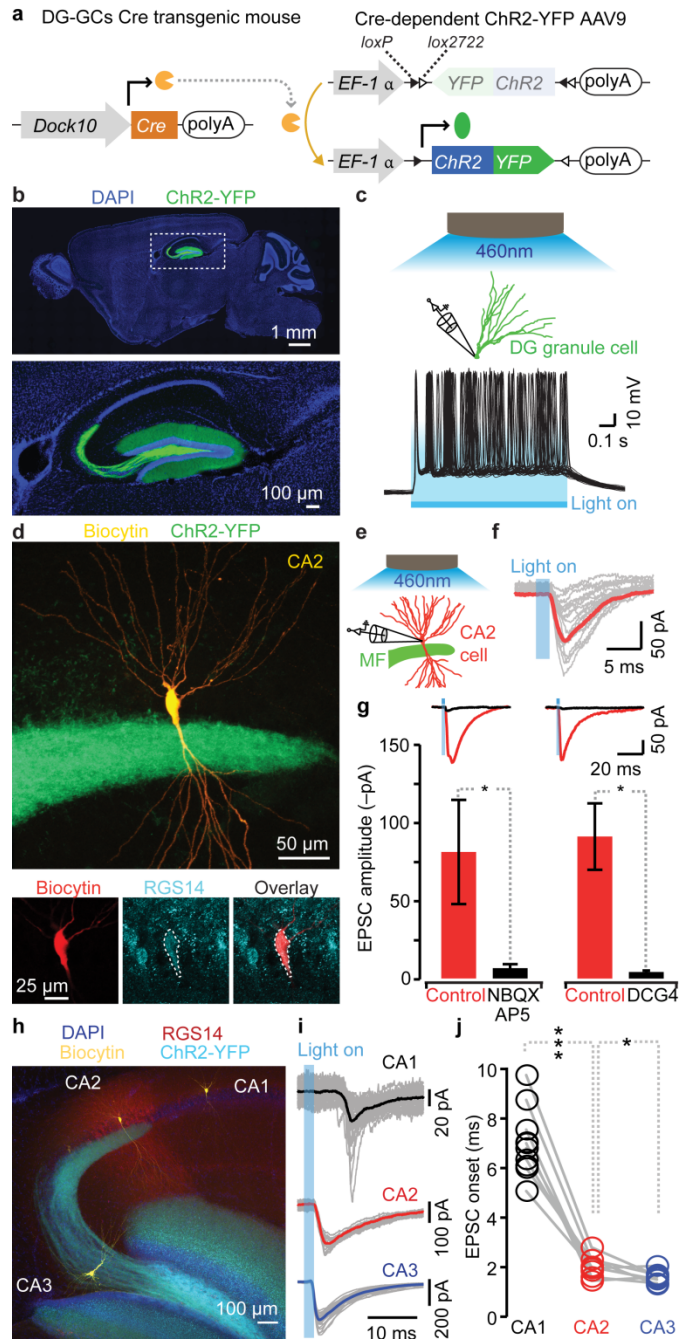 a
DG-GCs Cre transgenic mouse
Cre-dependent ChR2-YFP AAV9
loxP
lox2722
EF-1 α
YFP ChR2
polyA
Dock10 Cre polyA
EF-1 α
ChR2 YFP
polyA
b
DAPI ChR2-YFP
1 mm
100 µm
c
460nm
DG granule cell
10 mV
0.1 s
Light on
d
Biocytin ChR2-YFP
CA2
50 µm
Biocytin RGS14 Overlay
25 µm
e
460nm
CA2
cell
MF
f
Light on
50 pA
5 ms
g
50 pA
20 ms
EPSC amplitude (–pA)
150
100
75
50
25
0
*
*
Control NBQX
AP5
Control DCG4
h
DAPI RGS14
Biocytin ChR2-YFP
CA2
CA1
CA3
100 µm
i
Light on
CA1
20 pA
CA2
100 pA
CA3
200 pA
10 ms
j
***
*
EPSC onset (ms)
10
8
6
4
2
0
CA1 CA2 CA3